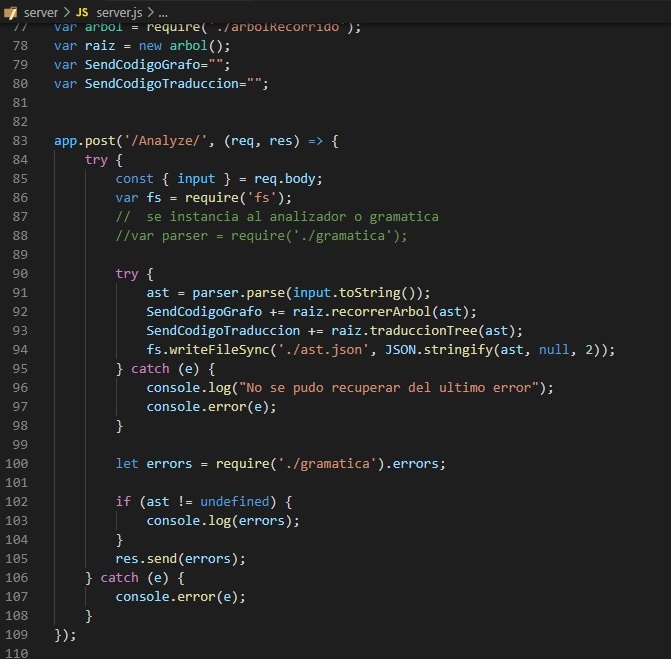 server > JS server.js > ...
77 var arbol = require('./arbolRecorrido');
78 var raiz = new arbol();
79 var SendCodigoGrafo="";
80 var SendCodigoTraduccion="";
81
82
83 app.post('/Analyze/', (req, res) => {
84     try {
85         const { input } = req.body;
86         var fs = require('fs');
87         //  se instancia al analizador o gramatica
88         //var parser = require('./gramatica');
89
90         try {
91             ast = parser.parse(input.toString());
92             SendCodigoGrafo += raiz.recorrerArbol(ast);
93             SendCodigoTraduccion += raiz.traduccionTree(ast);
94             fs.writeFileSync('./ast.json', JSON.stringify(ast, null, 2));
95         } catch (e) {
96             console.log("No se pudo recuperar del ultimo error");
97             console.error(e);
98         }
99
100         let errors = require('./gramatica').errors;
101
102         if (ast != undefined) {
103             console.log(errors);
104         }
105         res.send(errors);
106     } catch (e) {
107         console.error(e);
108     }
109 });
110